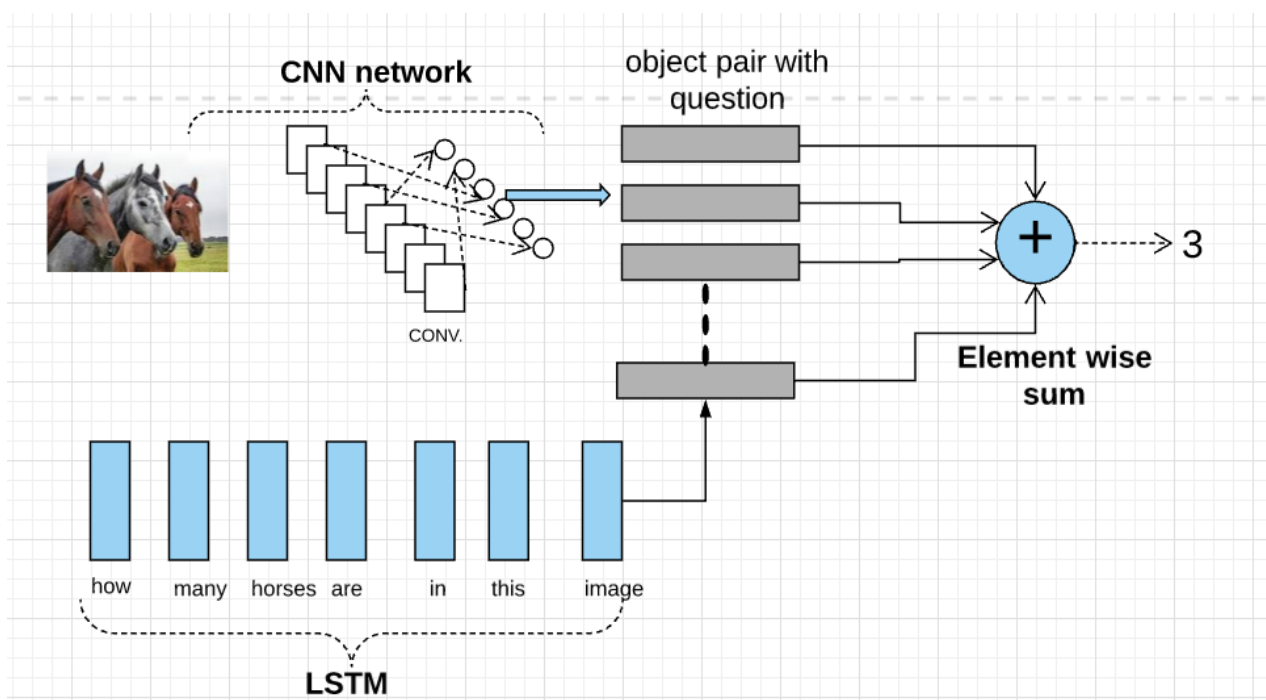 CNN network
object pair with
question
CONV.
+
3
Element wise
sum
how many horses are in this image
LSTM